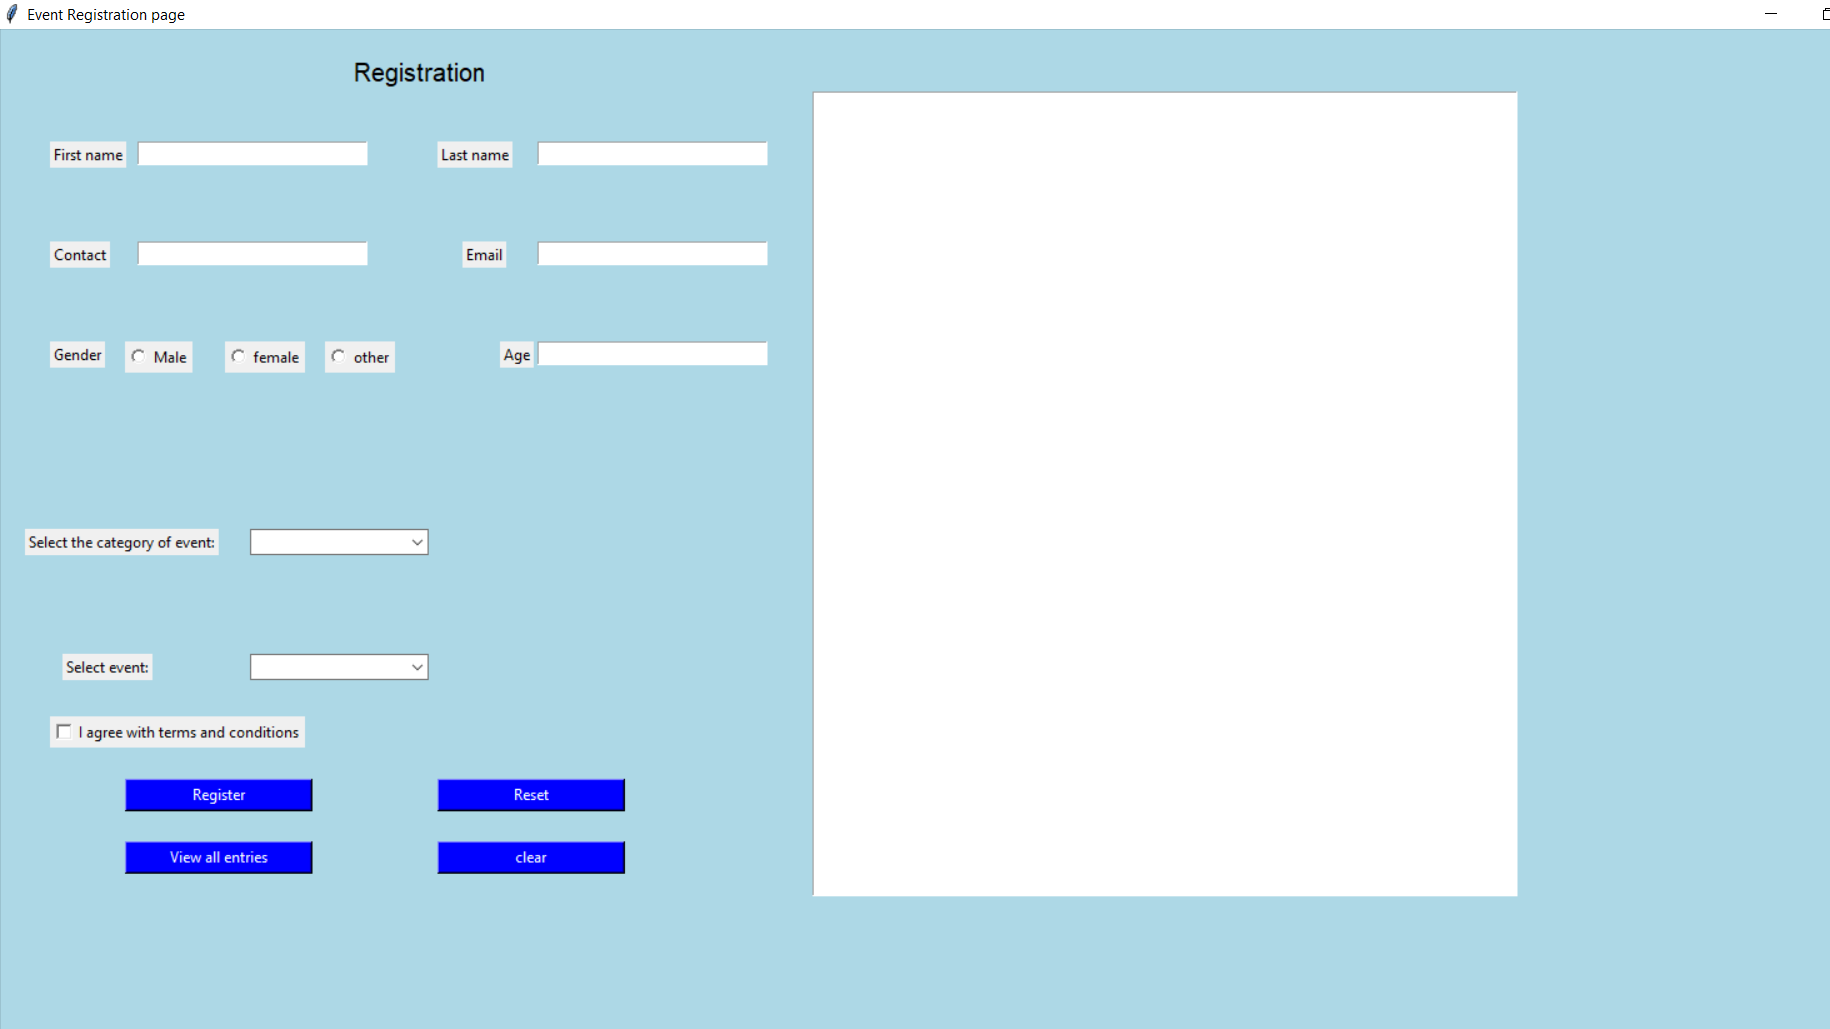 Event Registration page
Registration
First name
Last name
Contact
Email
Gender
Male
female
other
Age
Select the category of event:
Select event:
I agree with terms and conditions
Register
Reset
View all entries
clear